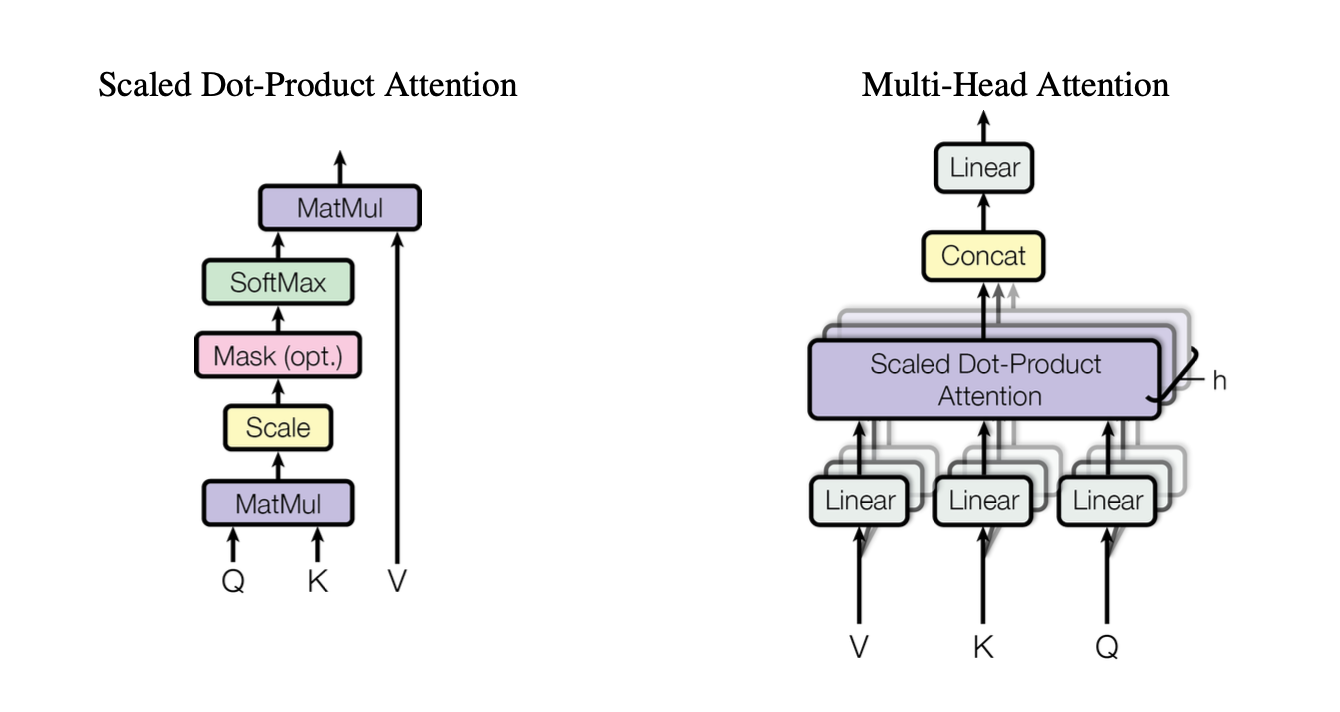 Scaled Dot-Product Attention
MatMul
SoftMax
Mask (opt.)
Scale
MatMul
Q K V
Multi-Head Attention
Linear
Concat
Scaled Dot-Product
Attention
h
Linear Linear Linear
V K Q